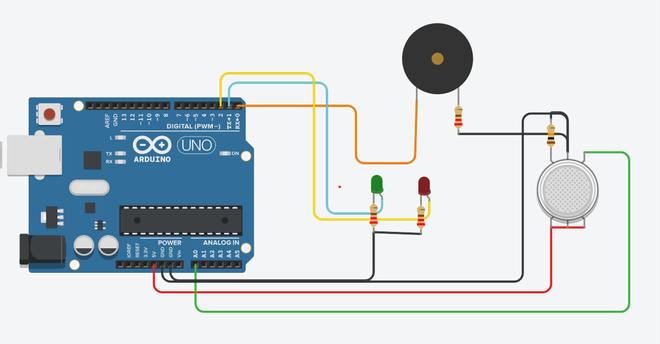 AREF
GND
13
12
~11
~10
~9
8
7
~6
~5
4
~3
2
TX→1
RX←0
DIGITAL (PWM~)
L
TX
RX
UNO
ON
ARDUINO
POWER
ANALOG IN
IOREF
RESET
3.3V
5V
GND
GND
Vin
A0
A1
A2
A3
A4
A5